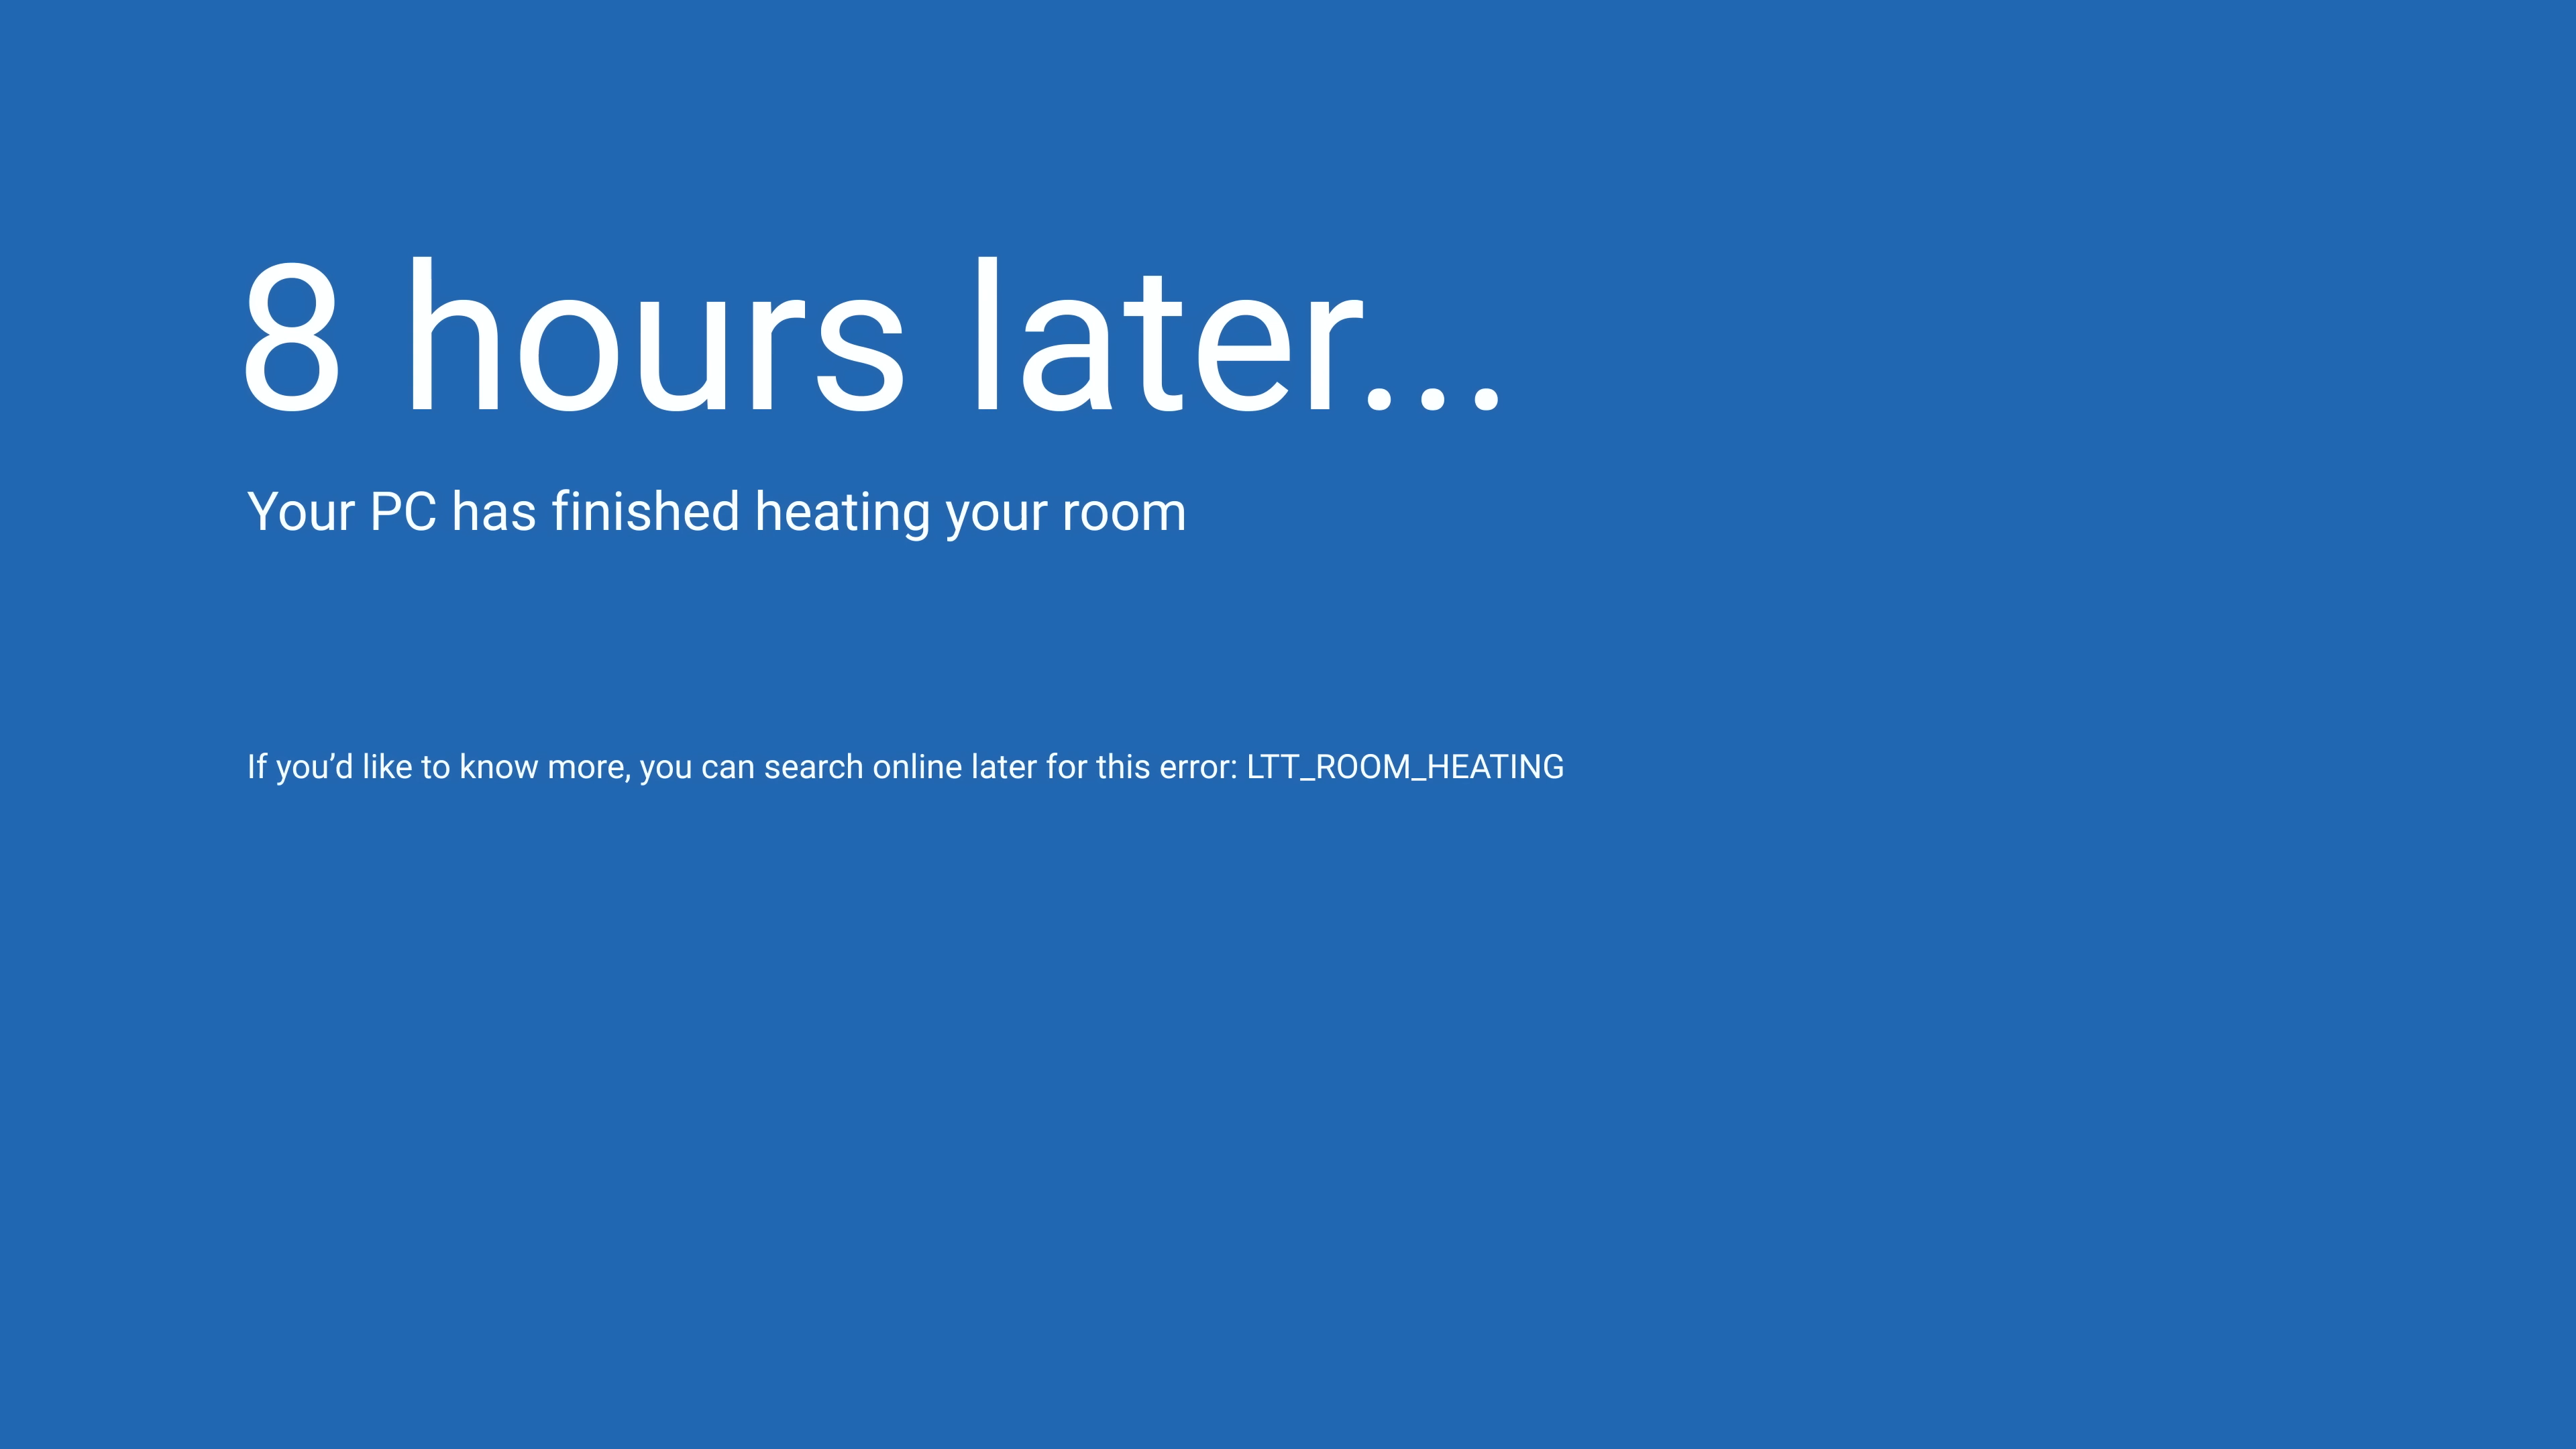 8 hours later...
Your PC has finished heating your room
If you’d like to know more, you can search online later for this error: LTT_ROOM_HEATING